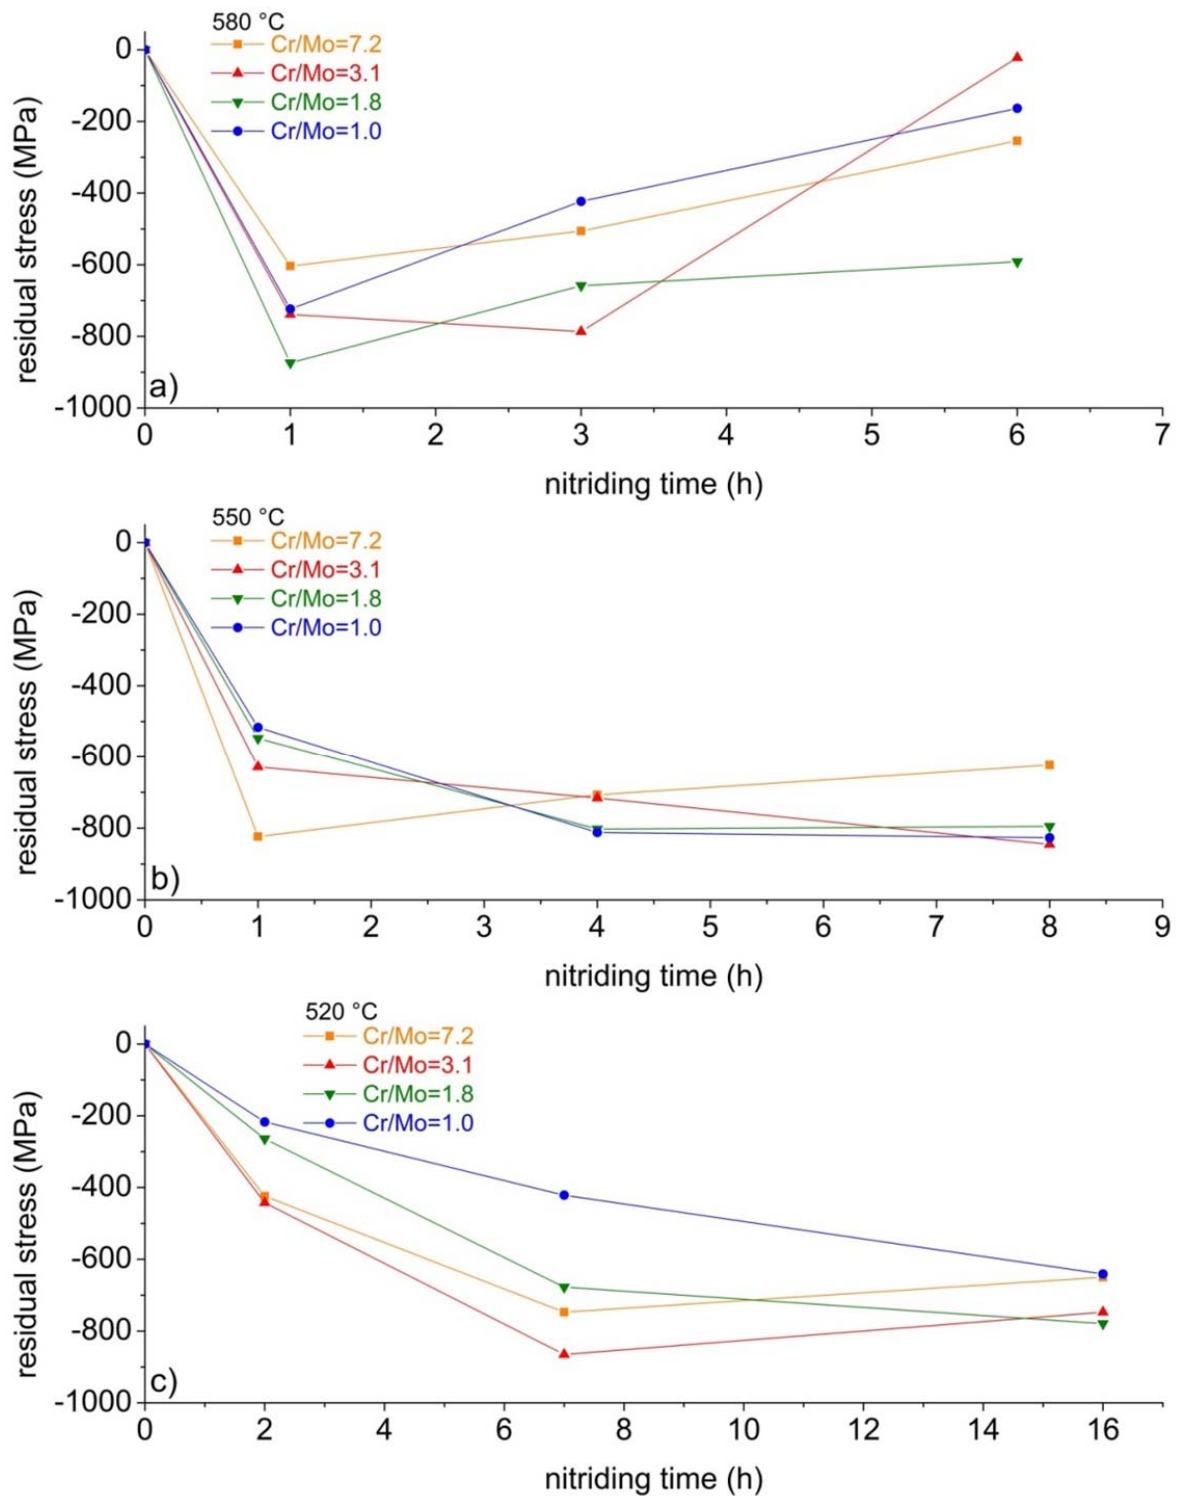 580 °C
Cr/Mo=7.2
Cr/Mo=3.1
Cr/Mo=1.8
Cr/Mo=1.0
residual stress (MPa)
0
-200
-400
-600
-800
-1000
a)
0 1 2 3 4 5 6 7
nitriding time (h)
550 °C
Cr/Mo=7.2
Cr/Mo=3.1
Cr/Mo=1.8
Cr/Mo=1.0
residual stress (MPa)
0
-200
-400
-600
-800
-1000
b)
0 1 2 3 4 5 6 7 8 9
nitriding time (h)
520 °C
Cr/Mo=7.2
Cr/Mo=3.1
Cr/Mo=1.8
Cr/Mo=1.0
residual stress (MPa)
0
-200
-400
-600
-800
-1000
c)
0 2 4 6 8 10 12 14 16
nitriding time (h)